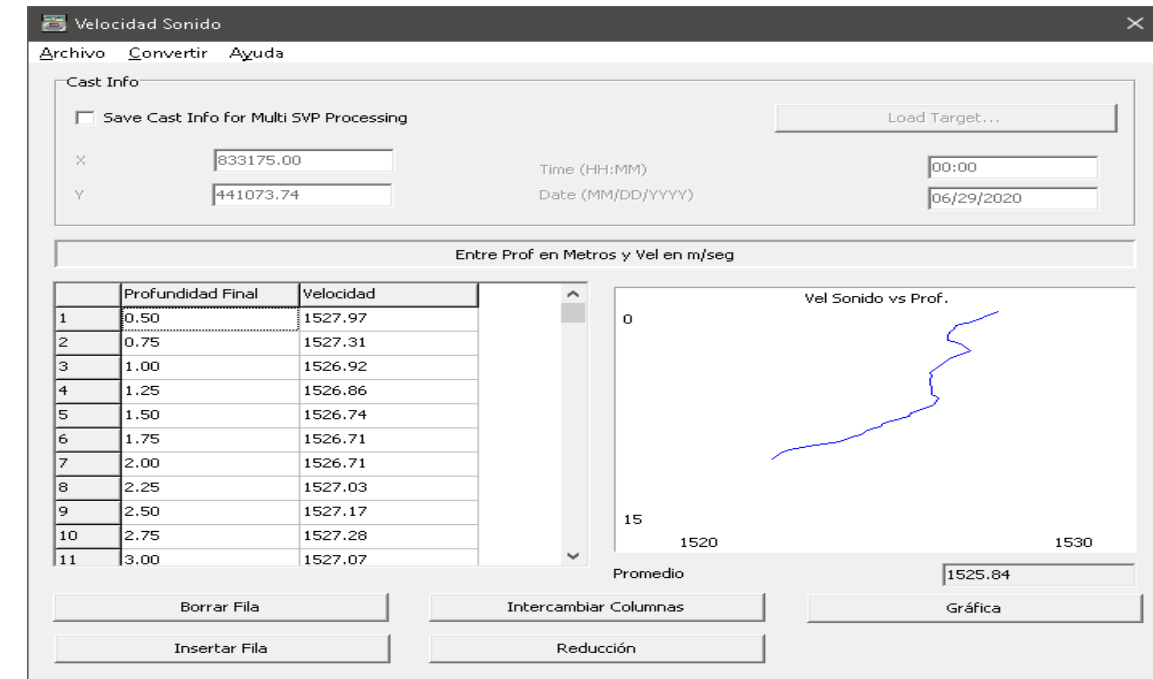 Velocidad Sonido
Archivo Convertir Ayuda
Cast Info
Save Cast Info for Multi SVP Processing
Load Target...
X 833175.00 Time (HH:MM) 00:00
Y 441073.74 Date (MM/DD/YYYY) 06/29/2020
Entre Prof en Metros y Vel en m/seg
Profundidad Final Velocidad
1 0.50 1527.97
2 0.75 1527.31
3 1.00 1526.92
4 1.25 1526.86
5 1.50 1526.74
6 1.75 1526.71
7 2.00 1526.71
8 2.25 1527.03
9 2.50 1527.17
10 2.75 1527.28
11 3.00 1527.07
Vel Sonido vs Prof.
0
15
1520 1530
Promedio 1525.84
Borrar Fila Intercambiar Columnas Gráfica
Insertar Fila Reducción